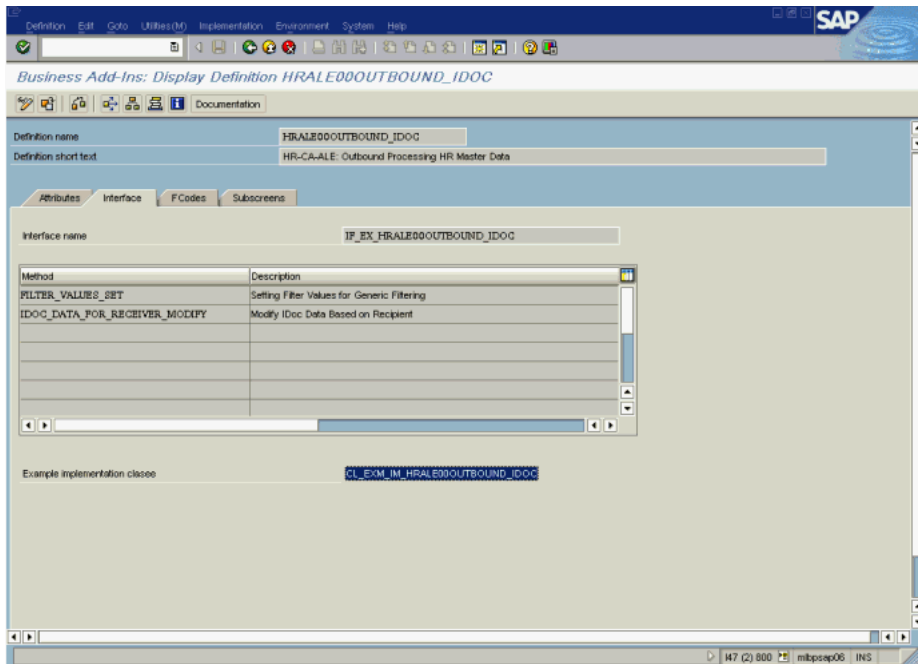 Definition Edit Goto Utilities(M) Implementation Environment System Help
SAP
Business Add-Ins: Display Definition HRALE00OUTBOUND_IDOC
Documentation
Definition name HRALE00OUTBOUND_IDOC
Definition short text HR-CA-ALE: Outbound Processing HR Master Data
Attributes Interface FCodes Subscreens
Interface name IF_EX_HRALE00OUTBOUND_IDOC
Method Description
FILTER_VALUES_SET Setting Filter Values for Generic Filtering
IDOC_DATA_FOR_RECEIVER_MODIFY Modify IDoc Data Based on Recipient
Example implementation classee CL_EXM_IM_HRALE00OUTBOUND_IDOC
I47 (2) 800 mlbpsap06 INS